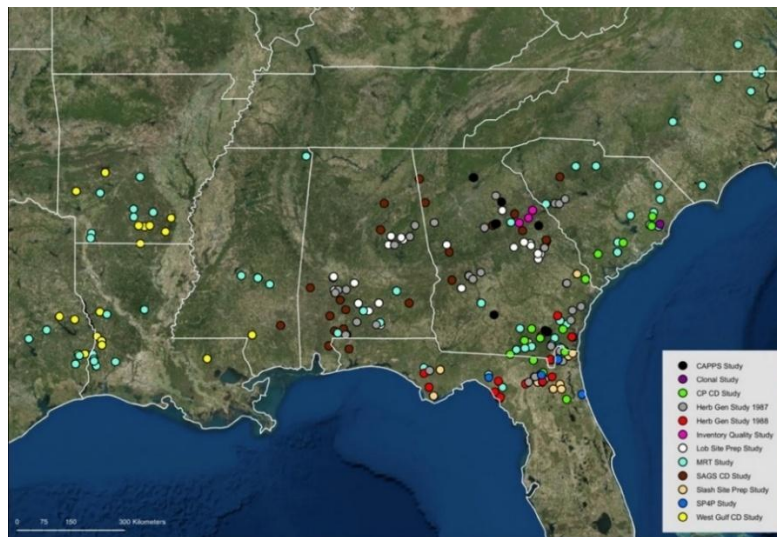 CAPPS Study
Clonal Study
CP CD Study
Herb Gen Study 1987
Herb Gen Study 1988
Inventory Quality Study
Lob Site Prep Study
MRT Study
SAGS CD Study
Slash Site Prep Study
SP4P Study
West Gulf CD Study
0 75 150 300 Kilometers